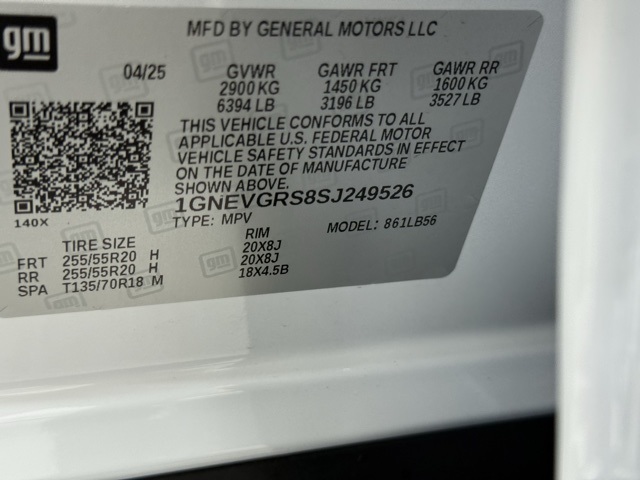 gm
MFD BY GENERAL MOTORS LLC
04/25 GVWR GAWR FRT GAWR RR
2900 KG 1450 KG 1600 KG
6394 LB 3196 LB 3527 LB
THIS VEHICLE CONFORMS TO ALL
APPLICABLE U.S. FEDERAL MOTOR
VEHICLE SAFETY STANDARDS IN EFFECT
ON THE DATE OF MANUFACTURE
SHOWN ABOVE.
1GNEVGRS8SJ249526
140X
TYPE: MPV MODEL: 861LB56
TIRE SIZE RIM
FRT 255/55R20 H 20X8J
RR 255/55R20 H 20X8J
SPA T135/70R18 M 18X4.5B